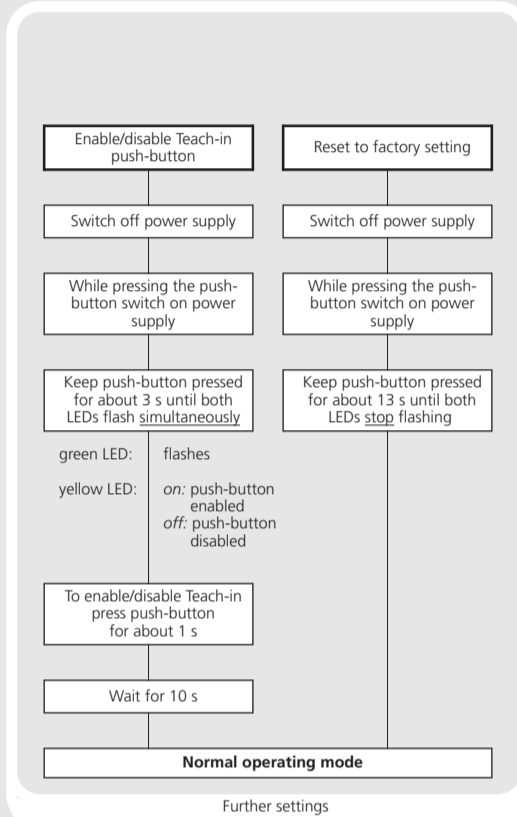 Enable/disable Teach-in
push-button
Switch off power supply
While pressing the push-
button switch on power
supply
Keep push-button pressed
for about 3 s until both
LEDs flash simultaneously
green LED: flashes
yellow LED: on: push-button
enabled
off: push-button
disabled
To enable/disable Teach-in
press push-button
for about 1 s
Wait for 10 s
Reset to factory setting
Switch off power supply
While pressing the push-
button switch on power
supply
Keep push-button pressed
for about 13 s until both
LEDs stop flashing
Normal operating mode
Further settings